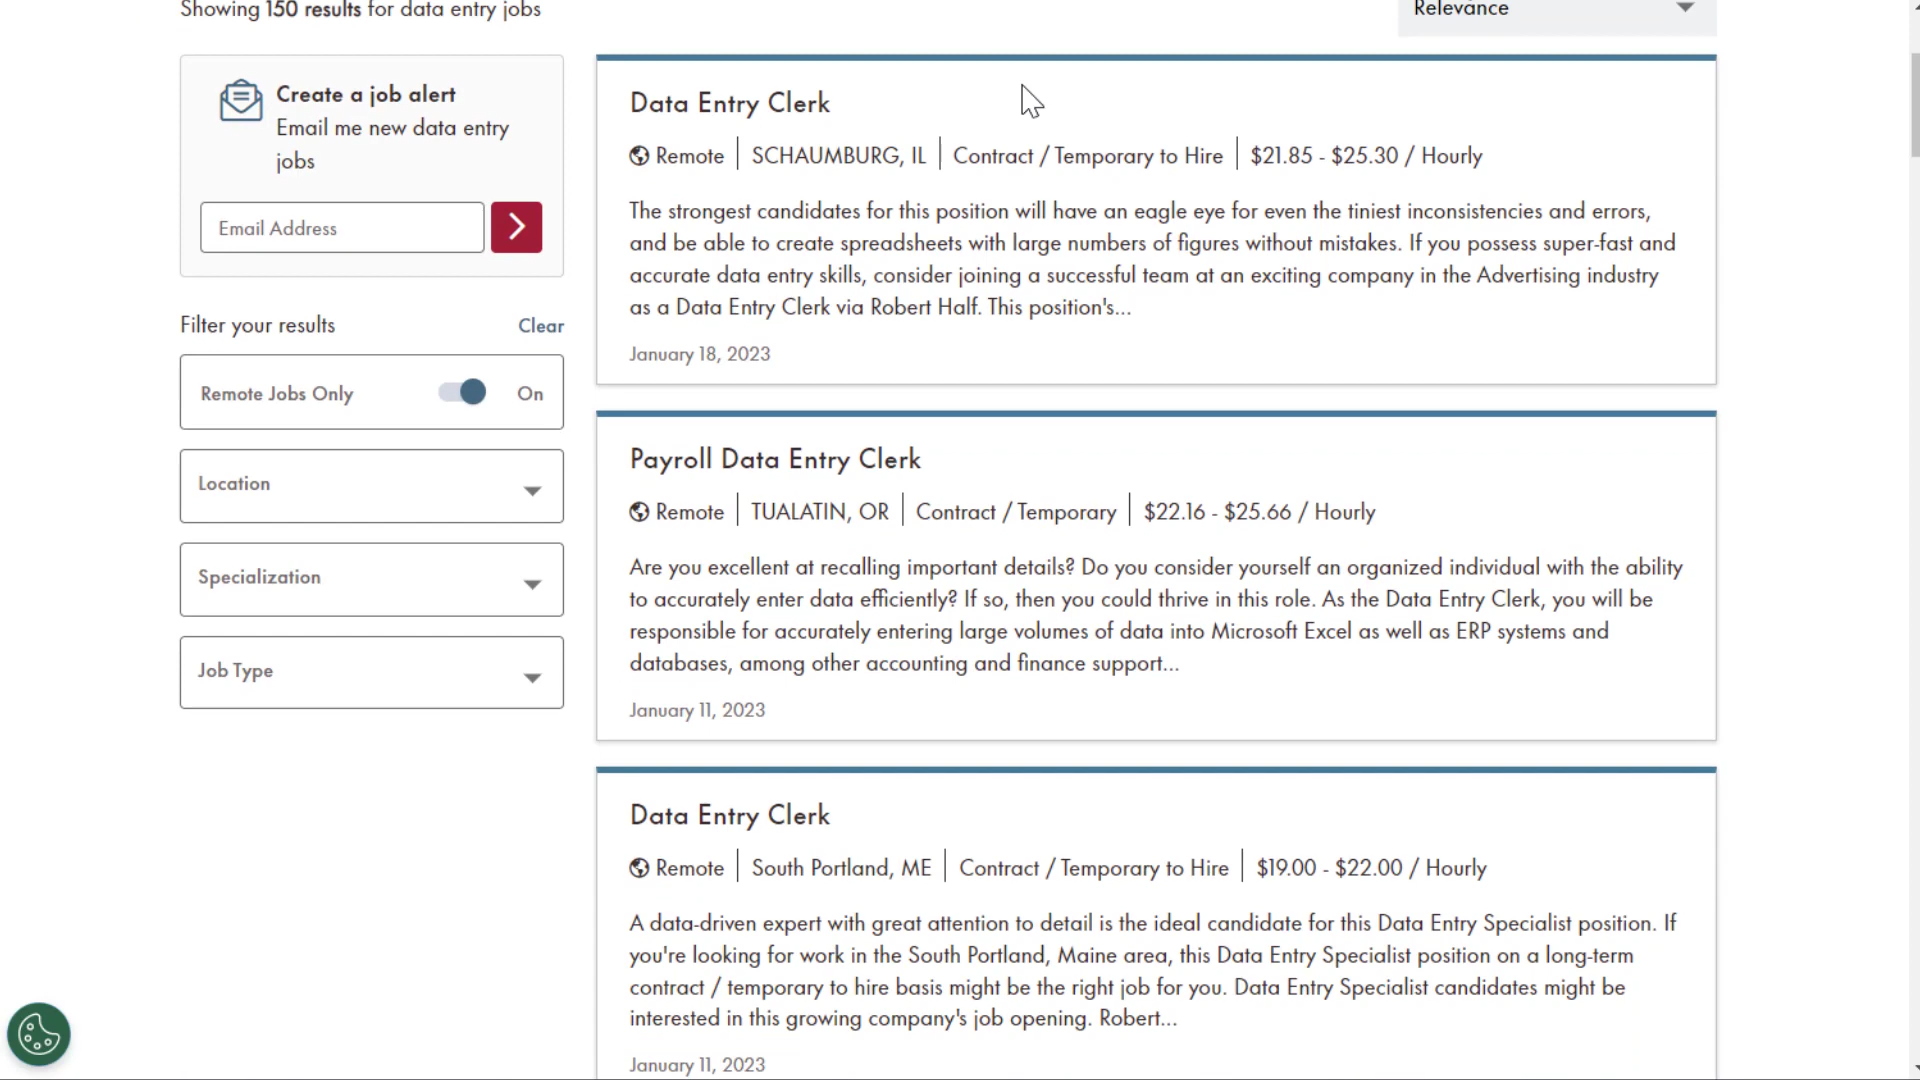 Showing 150 results for data entry jobs
Relevance
Create a job alert
Email me new data entry
jobs
Email Address
Filter your results
Clear
Remote Jobs Only
On
Location
Specialization
Job Type
Data Entry Clerk
Remote | SCHAUMBURG, IL | Contract / Temporary to Hire | $21.85 - $25.30 / Hourly
The strongest candidates for this position will have an eagle eye for even the tiniest inconsistencies and errors,
and be able to create spreadsheets with large numbers of figures without mistakes. If you possess super-fast and
accurate data entry skills, consider joining a successful team at an exciting company in the Advertising industry
as a Data Entry Clerk via Robert Half. This position's...
January 18, 2023
Payroll Data Entry Clerk
Remote | TUALATIN, OR | Contract / Temporary | $22.16 - $25.66 / Hourly
Are you excellent at recalling important details? Do you consider yourself an organized individual with the ability
to accurately enter data efficiently? If so, then you could thrive in this role. As the Data Entry Clerk, you will be
responsible for accurately entering large volumes of data into Microsoft Excel as well as ERP systems and
databases, among other accounting and finance support...
January 11, 2023
Data Entry Clerk
Remote | South Portland, ME | Contract / Temporary to Hire | $19.00 - $22.00 / Hourly
A data-driven expert with great attention to detail is the ideal candidate for this Data Entry Specialist position. If
you're looking for work in the South Portland, Maine area, this Data Entry Specialist position on a long-term
contract / temporary to hire basis might be the right job for you. Data Entry Specialist candidates might be
interested in this growing company's job opening. Robert...
January 11, 2023